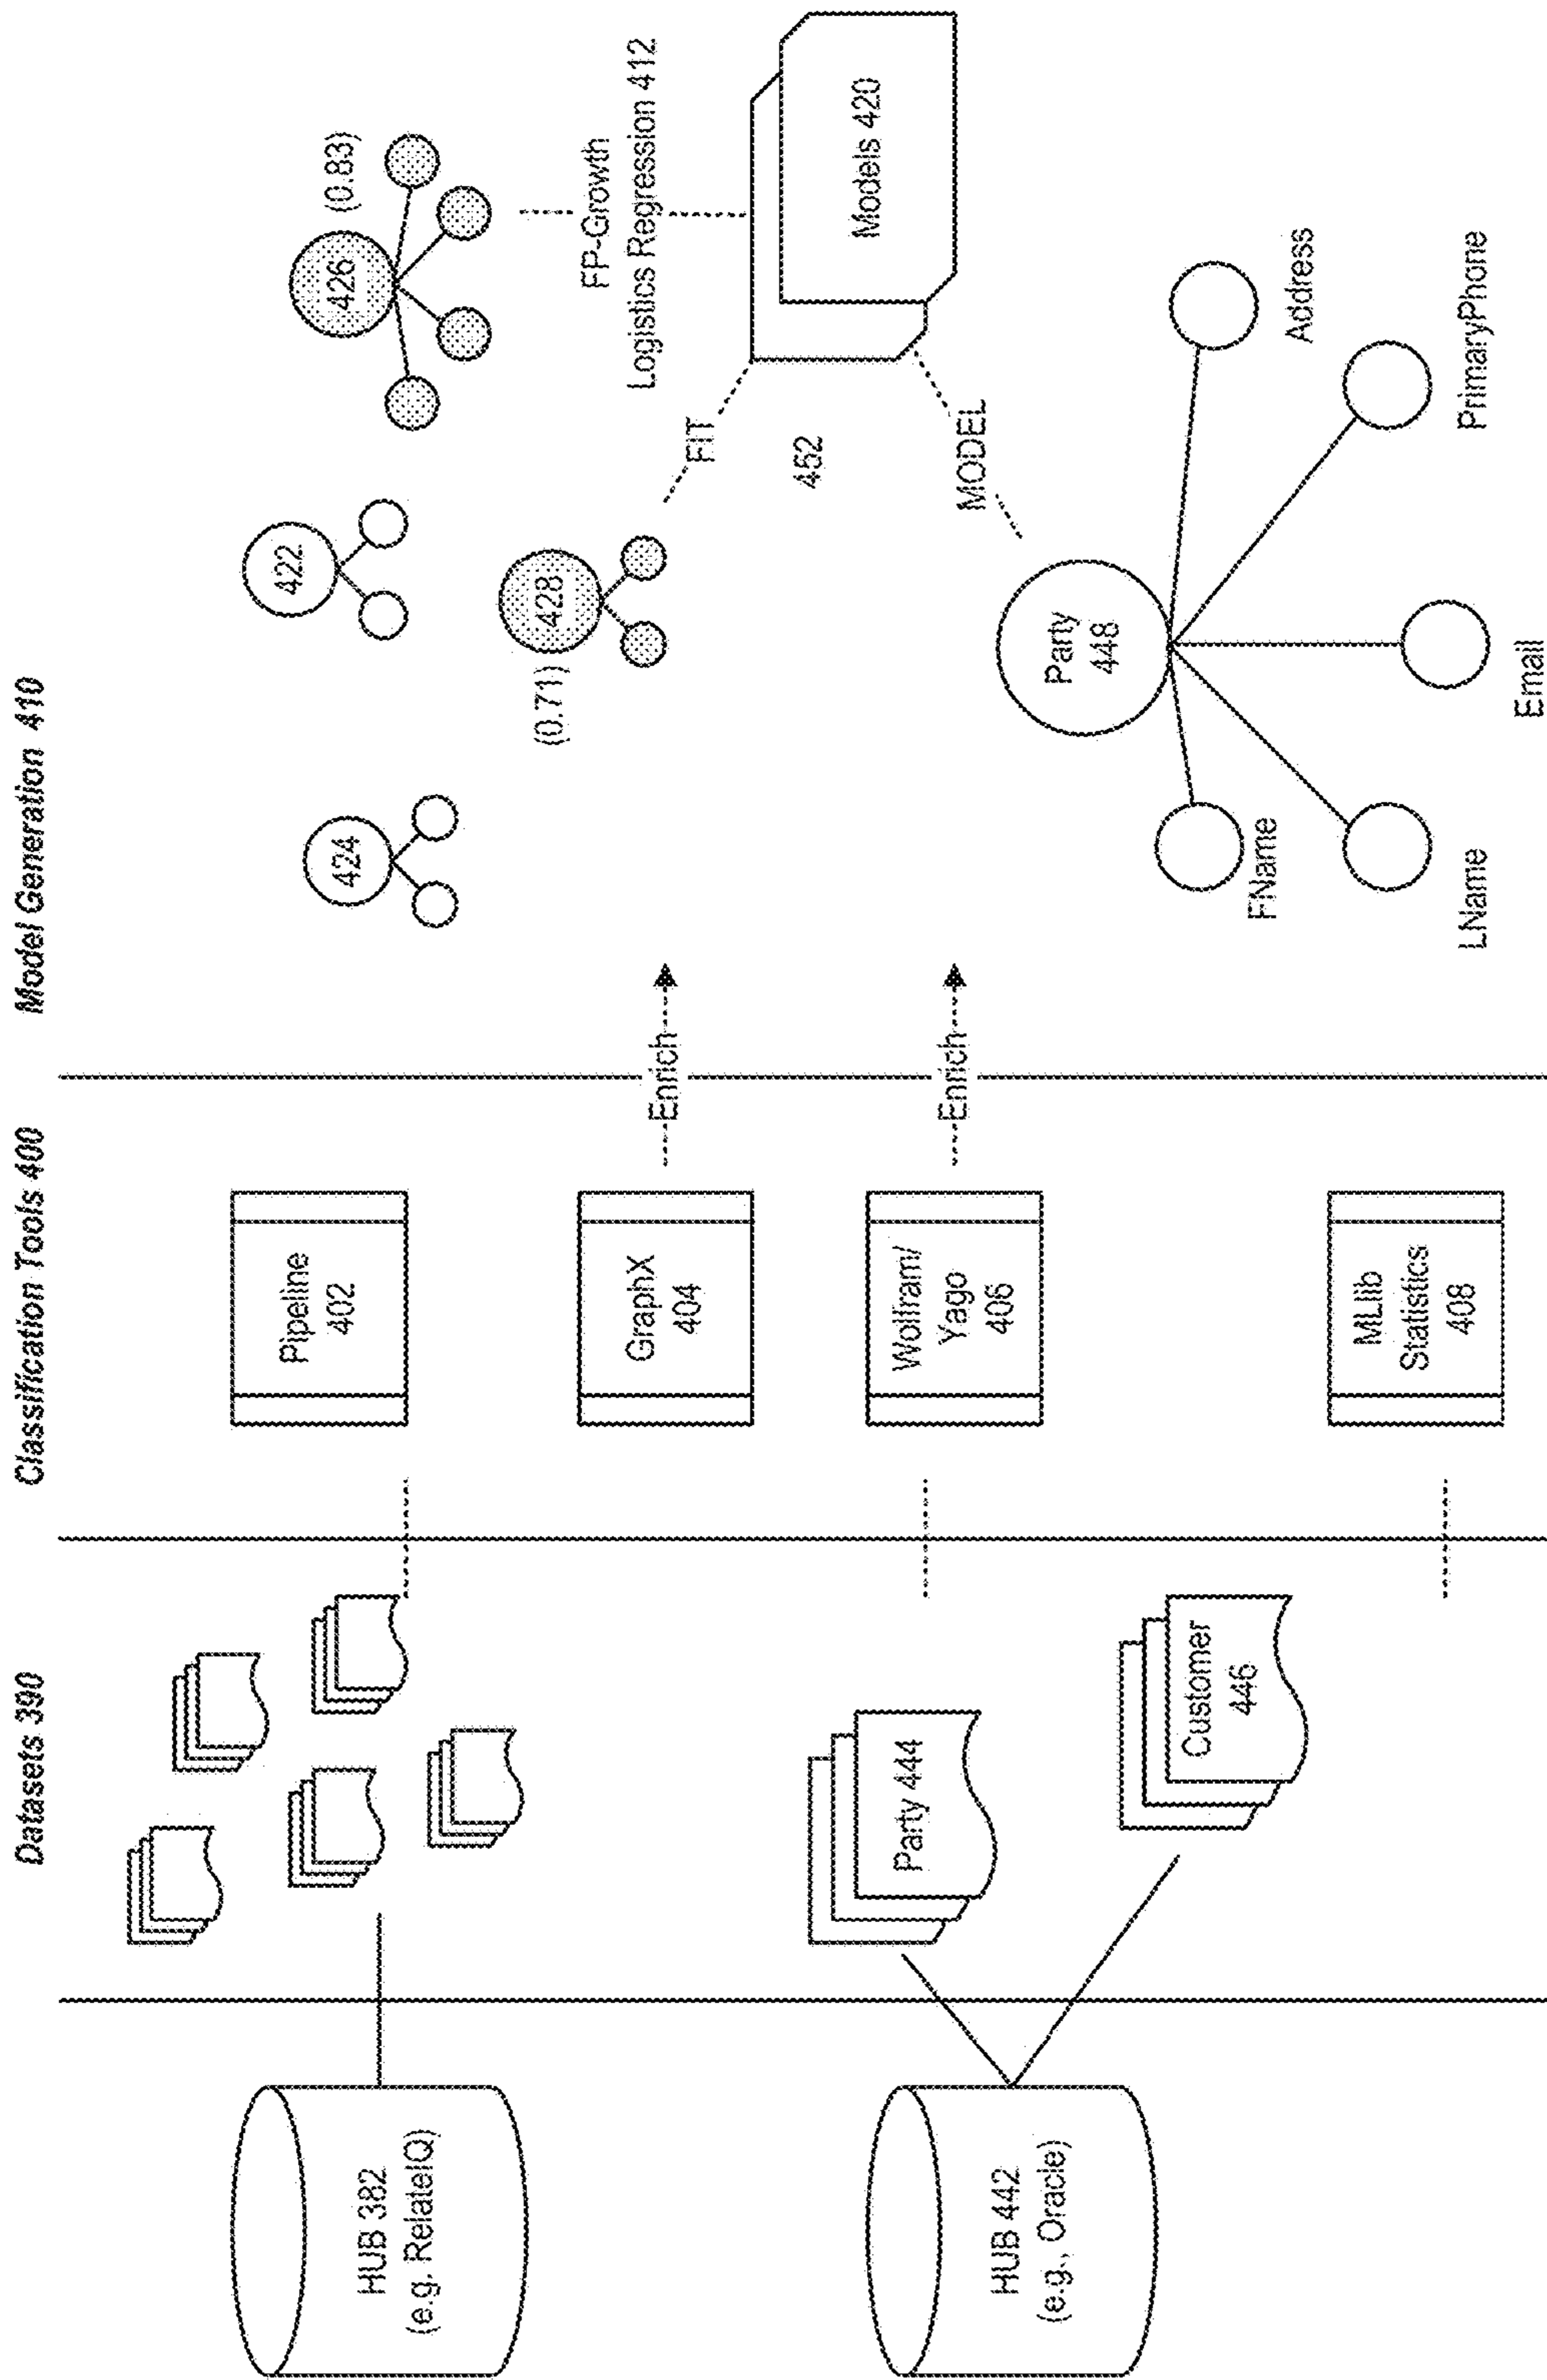 Datasets 390
Classification Tools 400
Model Generation 410
HUB 382
(e.g. RelateIQ)
HUB 442
(e.g., Oracle)
Party 444
Customer
446
Pipeline
402
GraphX
404
Wolfram/
Yago
406
MLlib
Statistics
408
Enrich
Enrich
424
422
426
(0.83)
428
(0.71)
FP-Growth
Logistics Regression 412
FIT
452
MODEL
Models 420
Party
448
FName
LName
Email
PrimaryPhone
Address